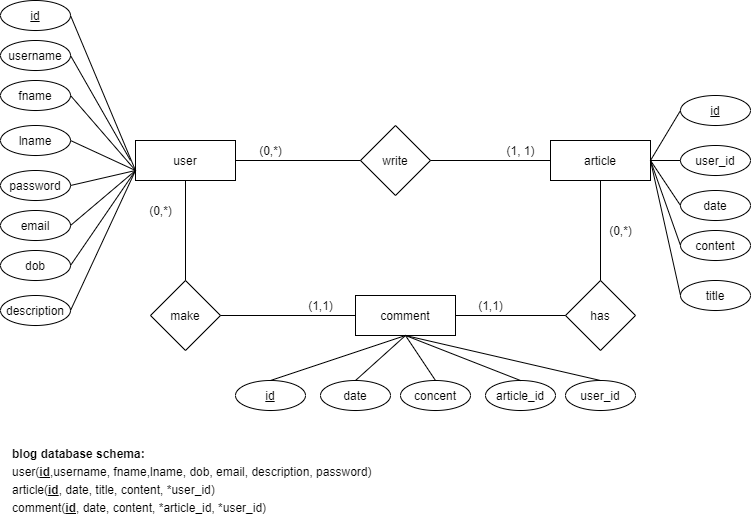 id
username
fname
lname
password
email
dob
description
user
(0,*)
write
(1, 1)
article
id
user_id
date
content
title
(0,*)
(0,*)
make
(1,1)
comment
(1,1)
has
id
date
concent
article_id
user_id
blog database schema:
user(id,username, fname,lname, dob, email, description, password)
article(id, date, title, content, *user_id)
comment(id, date, content, *article_id, *user_id)